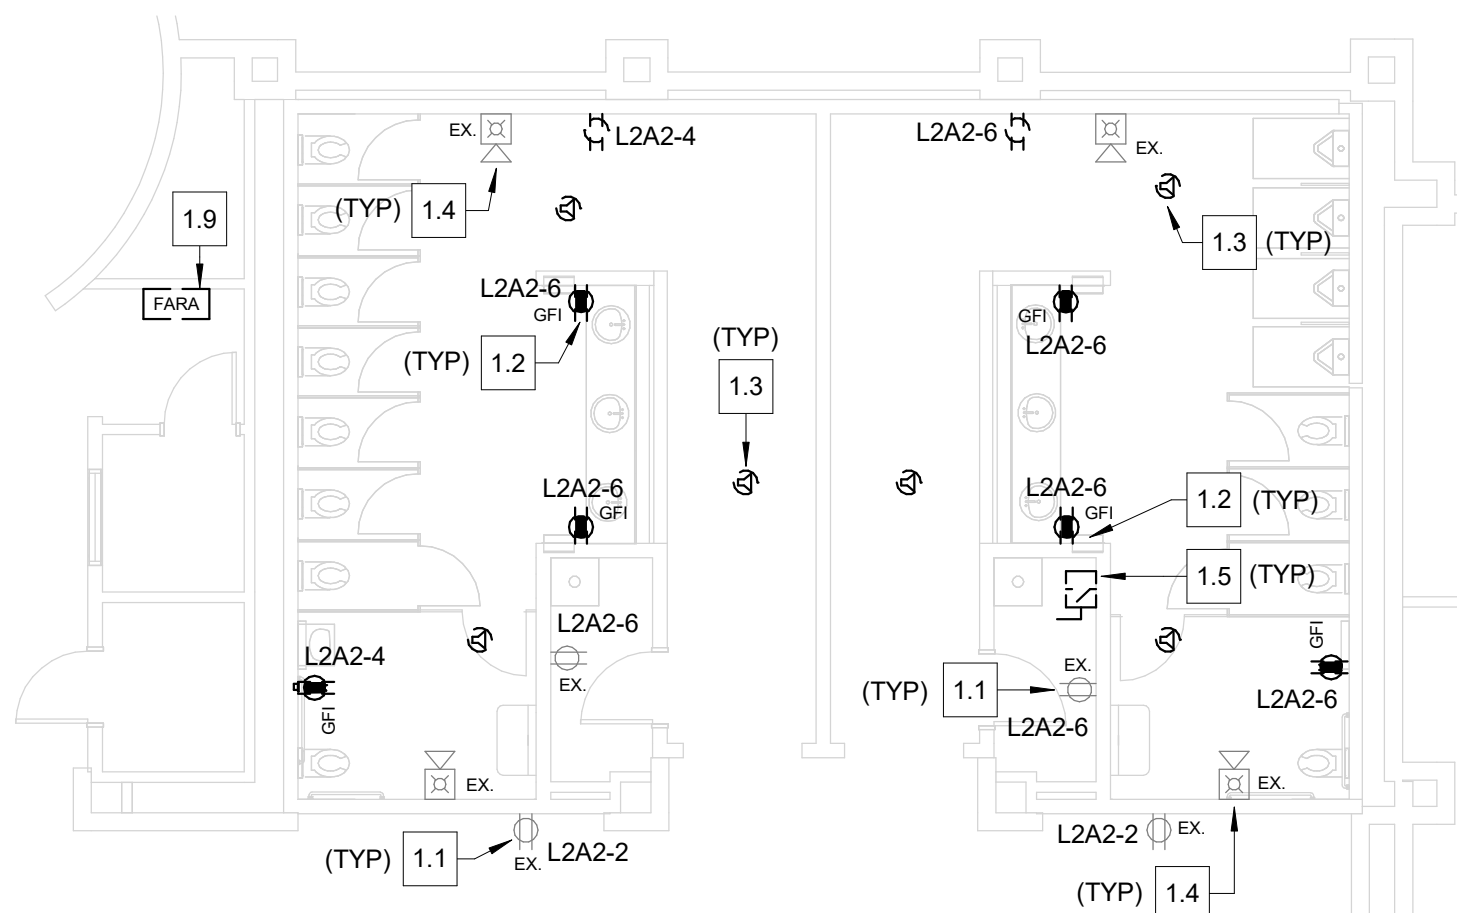 EX.
L2A2-4
L2A2-6
EX.
(TYP) 1.4
1.9
1.3 (TYP)
FARA
L2A2-6
GFI
GFI
L2A2-6
(TYP) 1.2
(TYP)
1.3
L2A2-6
GFI
L2A2-6
GFI
1.2 (TYP)
1.5 (TYP)
L2A2-6
EX.
GFI
L2A2-4
GFI
(TYP) 1.1
EX.
L2A2-6
L2A2-6
EX.
EX.
L2A2-2
EX.
(TYP) 1.1
EX.
L2A2-2
(TYP) 1.4